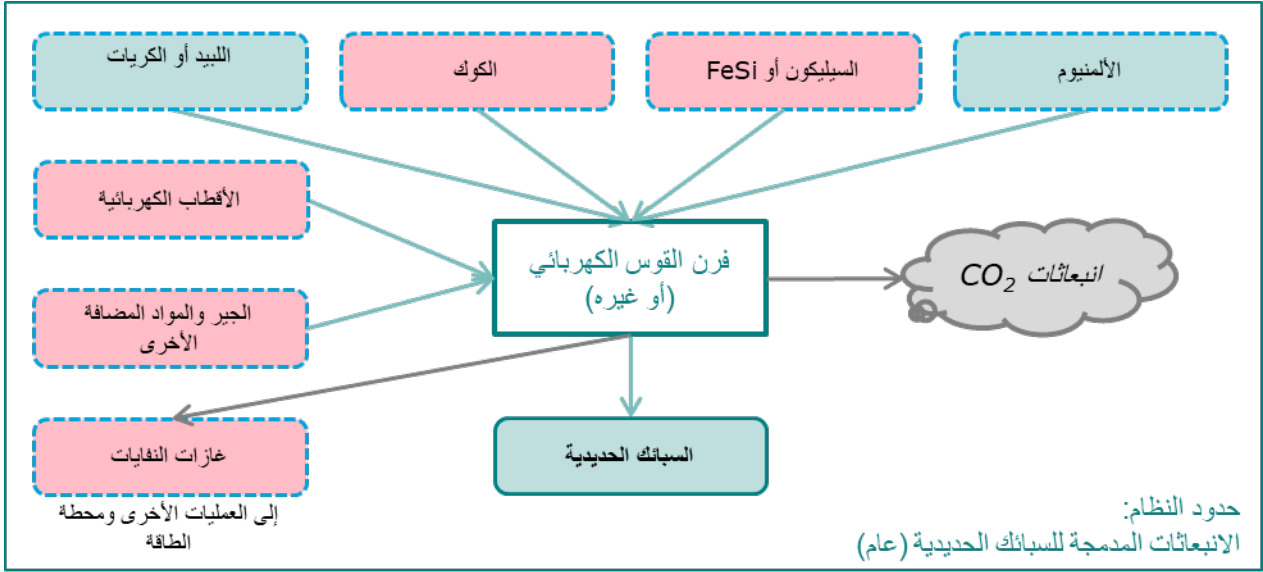 الألمنيوم
السيليكون أو FeSi
الكوك
اللبيد أو الكريات
الأقطاب الكهربائية
فرن القوس الكهربائي
(أو غيره)
انبعاثات CO₂
الجير والمواد المضافة
الأخرى
السبائك الحديدية
غازات النفايات
إلى العمليات الأخرى ومحطة
الطاقة
حدود النظام:
الانبعاثات المدمجة للسبائك الحديدية (عام)